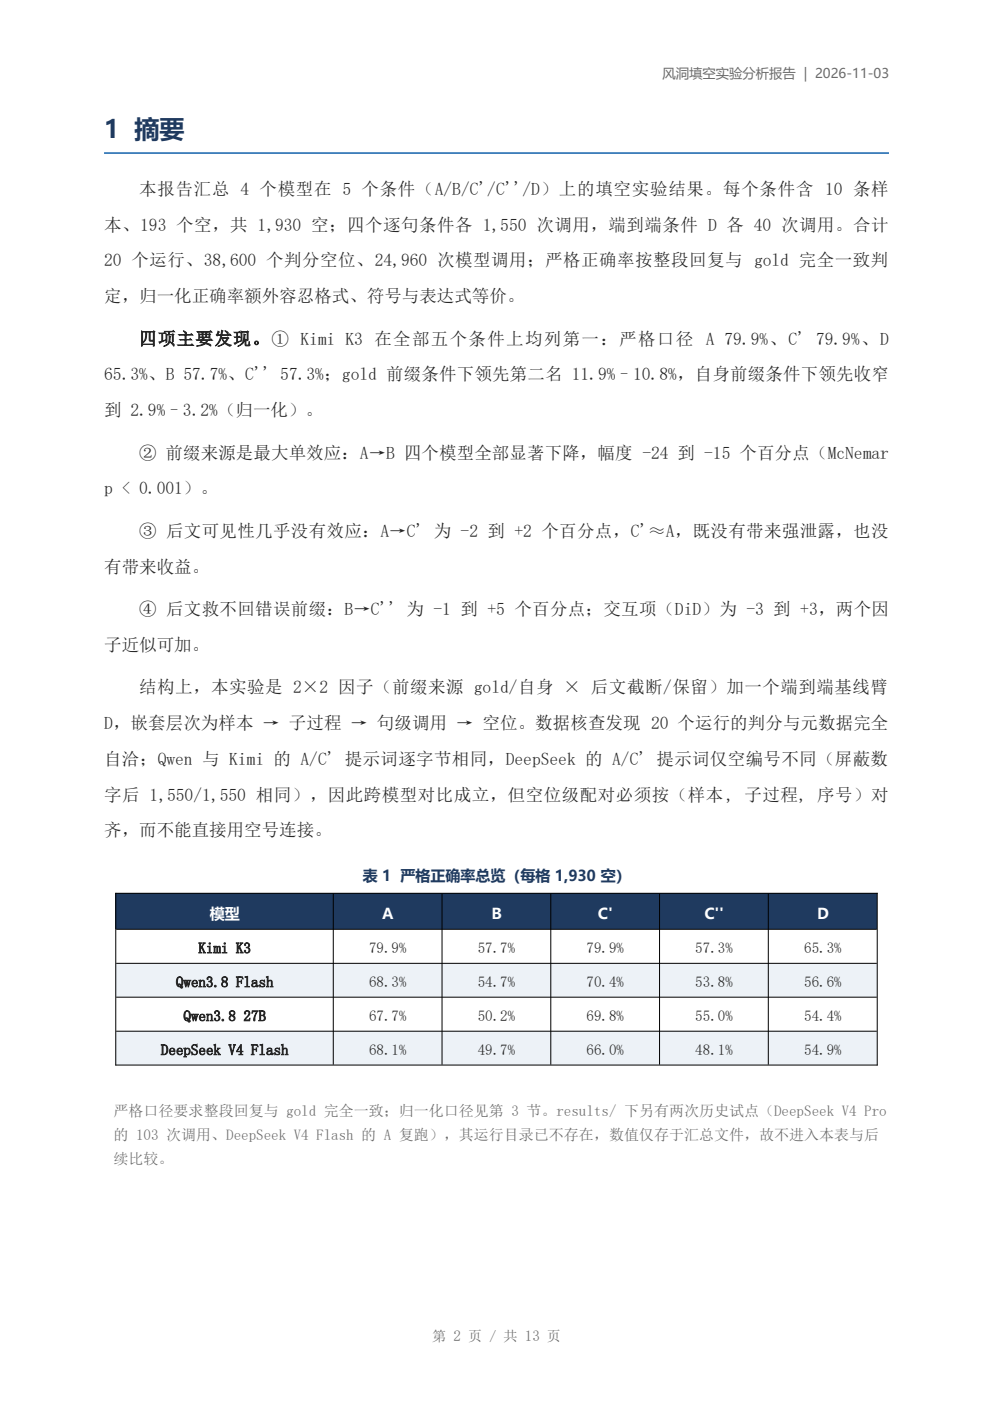 风洞填空实验分析报告 | 2026-11-03
1 摘要
本报告汇总 4 个模型在 5 个条件（A/B/C'/C''/D）上的填空实验结果。每个条件含 10 条样
本、193 个空，共 1,930 空；四个逐句条件各 1,550 次调用，端到端条件 D 各 40 次调用。合计
20 个运行、38,600 个判分空位、24,960 次模型调用；严格正确率按整段回复与 gold 完全一致判
定，归一化正确率额外容忍格式、符号与表达式等价。
四项主要发现。① Kimi K3 在全部五个条件上均列第一：严格口径 A 79.9%、C' 79.9%、D
65.3%、B 57.7%、C'' 57.3%；gold 前缀条件下领先第二名 11.9%–10.8%，自身前缀条件下领先收窄
到 2.9%–3.2%（归一化）。
② 前缀来源是最大单效应：A→B 四个模型全部显著下降，幅度 −24 到 −15 个百分点（McNemar
p < 0.001）。
③ 后文可见性几乎没有效应：A→C' 为 −2 到 +2 个百分点，C'≈A，既没有带来强泄露，也没
有带来收益。
④ 后文救不回错误前缀：B→C'' 为 −1 到 +5 个百分点；交互项（DiD）为 −3 到 +3，两个因
子近似可加。
结构上，本实验是 2×2 因子（前缀来源 gold/自身 × 后文截断/保留）加一个端到端基线臂
D，嵌套层次为样本 → 子过程 → 句级调用 → 空位。数据核查发现 20 个运行的判分与元数据完全
自洽；Qwen 与 Kimi 的 A/C' 提示词逐字节相同，DeepSeek 的 A/C' 提示词仅空编号不同（屏蔽数
字后 1,550/1,550 相同），因此跨模型对比成立，但空位级配对必须按（样本, 子过程, 序号）对
齐，而不能直接用空号连接。
表 1 严格正确率总览（每格 1,930 空）
模型 A B C' C'' D
Kimi K3 79.9% 57.7% 79.9% 57.3% 65.3%
Qwen3.8 Flash 68.3% 54.7% 70.4% 53.8% 56.6%
Qwen3.8 27B 67.7% 50.2% 69.8% 55.0% 54.4%
DeepSeek V4 Flash 68.1% 49.7% 66.0% 48.1% 54.9%
严格口径要求整段回复与 gold 完全一致；归一化口径见第 3 节。results/ 下另有两次历史试点（DeepSeek V4 Pro
的 103 次调用、DeepSeek V4 Flash 的 A 复跑），其运行目录已不存在，数值仅存于汇总文件，故不进入本表与后
续比较。
第 2 页 / 共 13 页